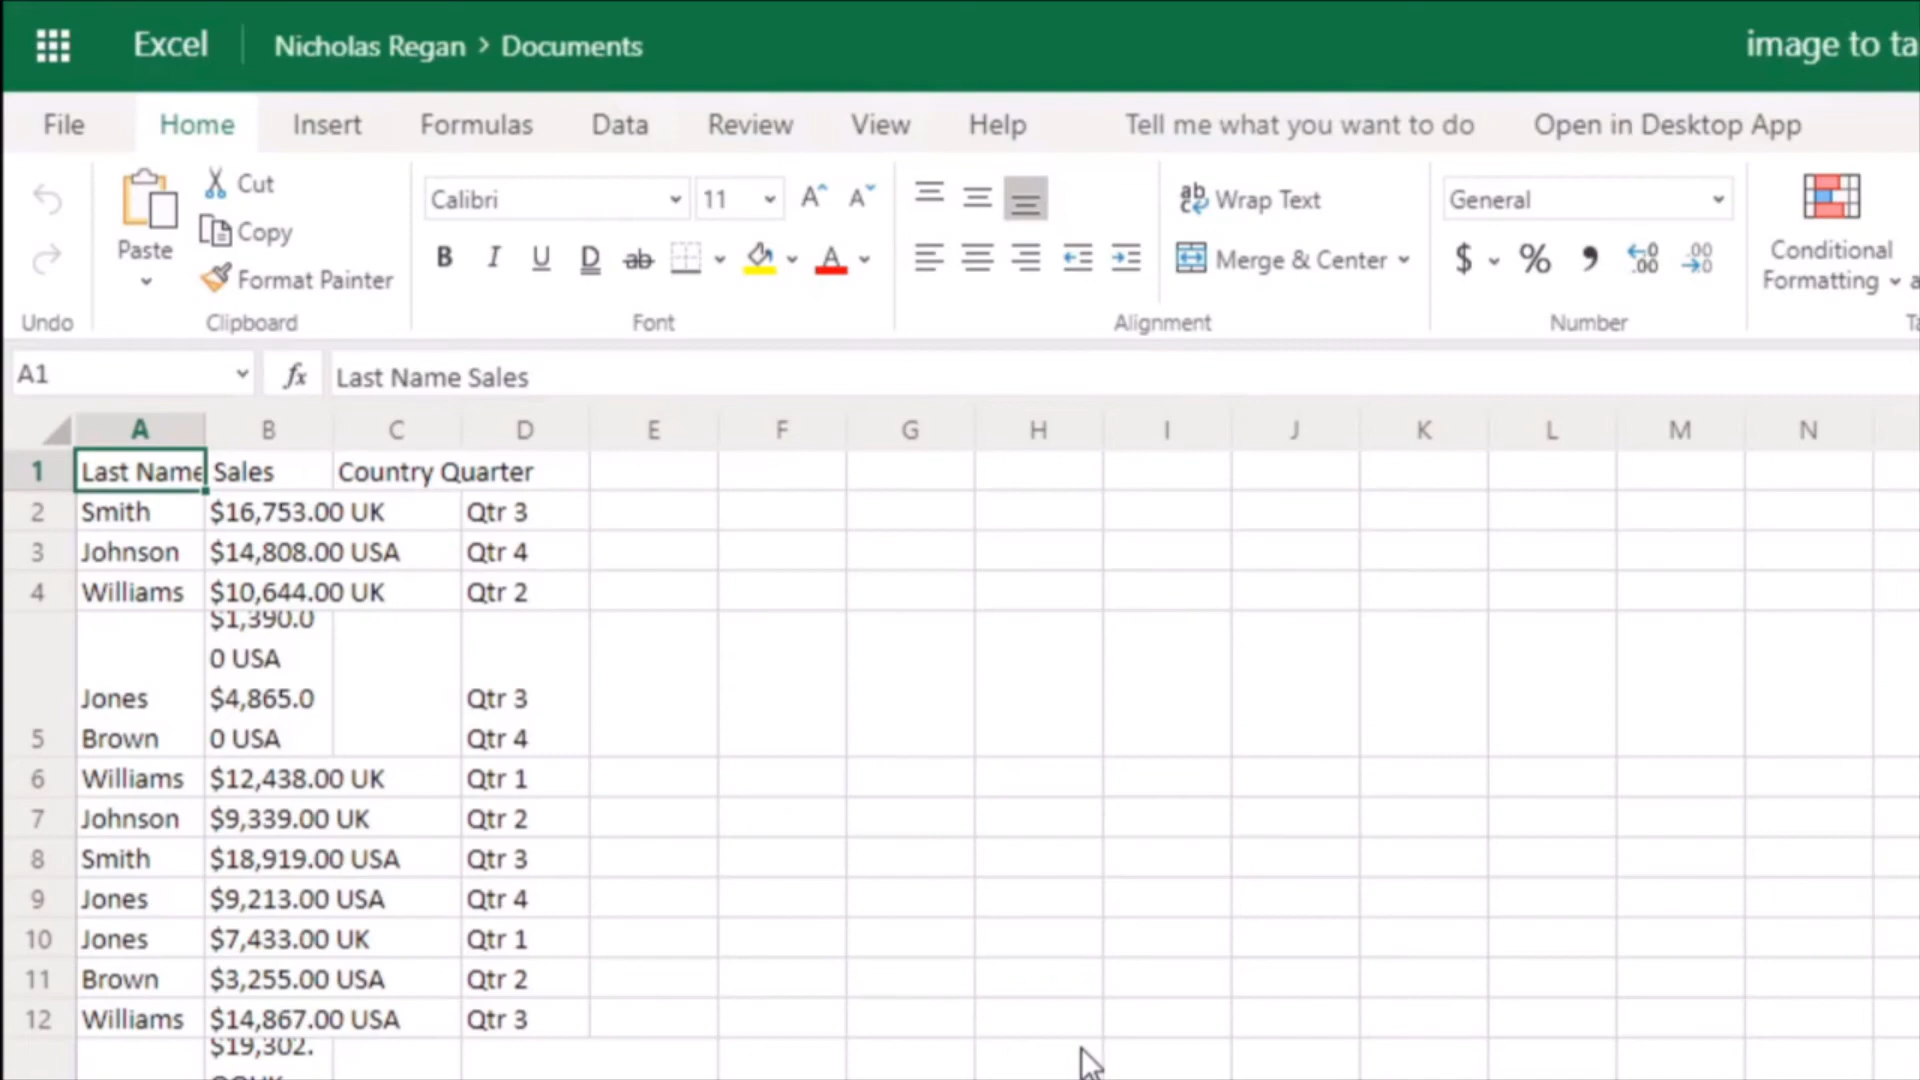 Excel Nicholas Regan > Documents image to ta
File Home Insert Formulas Data Review View Help Tell me what you want to do Open in Desktop App
Undo
Paste
Cut
Copy
Format Painter
Clipboard
Calibri 11
B I U D ab
Font
Wrap Text
Merge & Center
Alignment
General
$ % 9 .00 .00
Number
Conditional
Formatting
A1 fx Last Name Sales
A B C D E F G H I J K L M N
1 Last Name Sales Country Quarter
2 Smith $16,753.00 UK Qtr 3
3 Johnson $14,808.00 USA Qtr 4
4 Williams $10,644.00 UK Qtr 2
$1,390.0
0 USA
Jones $4,865.0 Qtr 3
5 Brown 0 USA Qtr 4
6 Williams $12,438.00 UK Qtr 1
7 Johnson $9,339.00 UK Qtr 2
8 Smith $18,919.00 USA Qtr 3
9 Jones $9,213.00 USA Qtr 4
10 Jones $7,433.00 UK Qtr 1
11 Brown $3,255.00 USA Qtr 2
12 Williams $14,867.00 USA Qtr 3
$19,302.